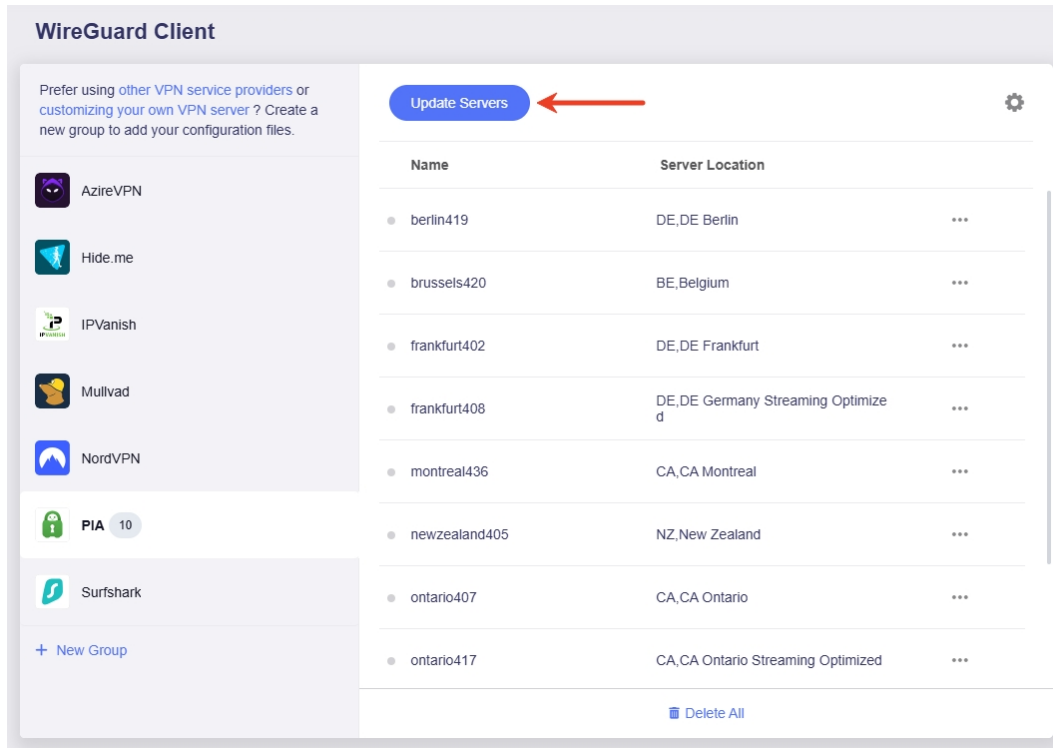 WireGuard Client
Prefer using other VPN service providers or
customizing your own VPN server ? Create a
new group to add your configuration files.
AzireVPN
Hide.me
IPVANISH
IPVanish
Mullvad
NordVPN
PIA 10
Surfshark
+ New Group
Update Servers
Name Server Location
berlin419 DE,DE Berlin
brussels420 BE,Belgium
frankfurt402 DE,DE Frankfurt
frankfurt408 DE,DE Germany Streaming Optimize
d
montreal436 CA,CA Montreal
newzealand405 NZ,New Zealand
ontario407 CA,CA Ontario
ontario417 CA,CA Ontario Streaming Optimized
Delete All